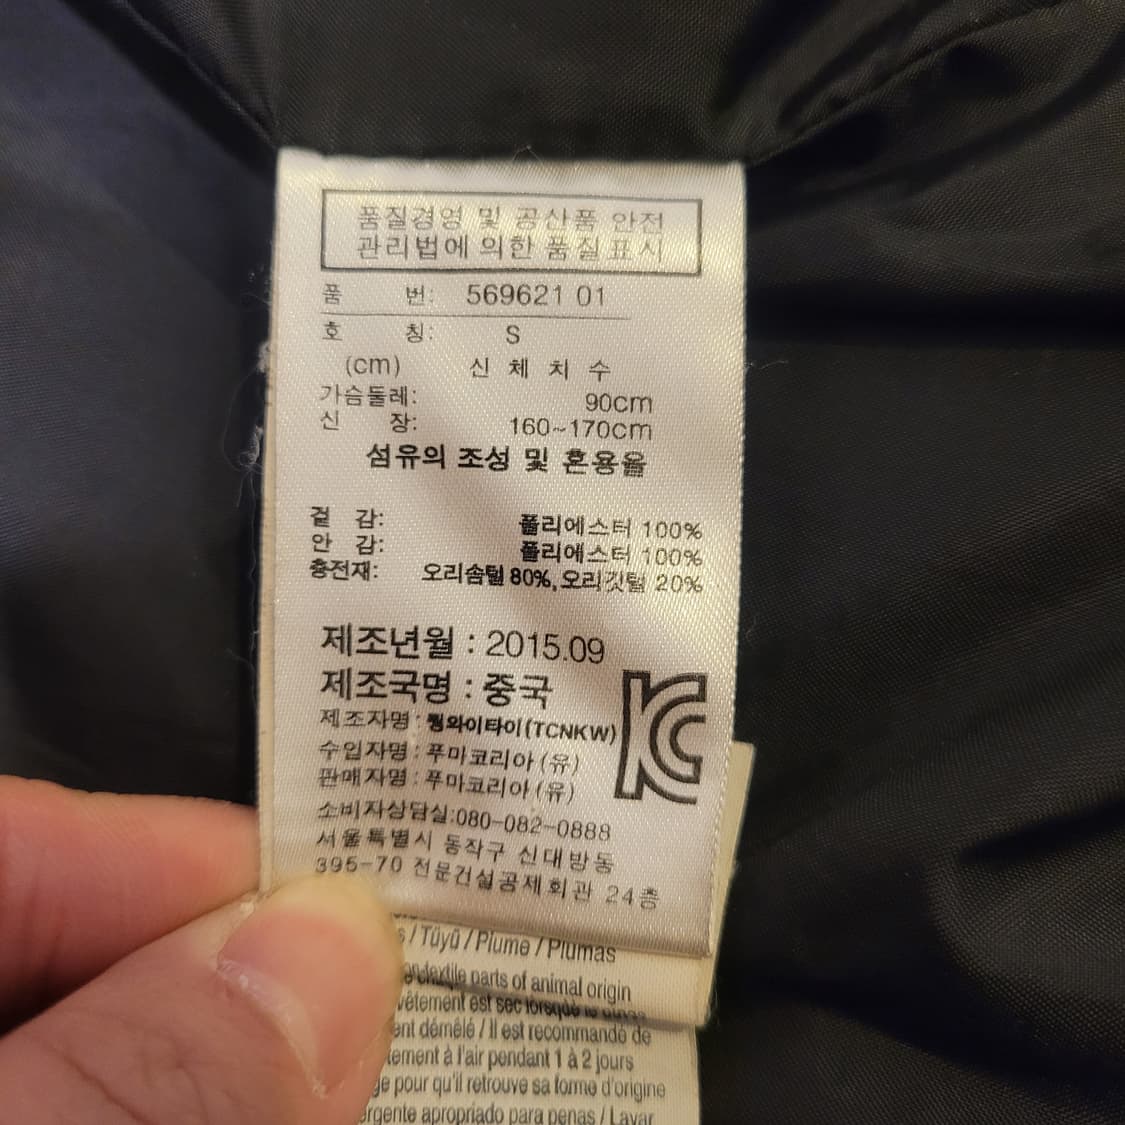 품질경영 및 공산품 안전
관리법에 의한 품질표시
품 번: 569621 01
호 칭: S
(cm) 신 체 치 수
가슴둘레: 90cm
신 장: 160~170cm
섬유의 조성 및 혼용율
겉 감: 폴리에스터 100%
안 감: 폴리에스터 100%
충전재: 오리솜털 80%, 오리깃털 20%
제조년월 : 2015.09
제조국명 : 중국
제조자명 : 웡와이타이(TCNKW)
수입자명 : 푸마코리아 (유)
판매자명 : 푸마코리아 (유)
소비자상담실:080-082-0888
서울특별시 동작구 신대방동
395-70 전문건설공제회관 24층
/ Tüyü / Plume / Plumas
parts of animal origin
vêtement est sec lorsque
démêlé / Il est recommandé de
à l'air pendant 1 à 2 jours
pour qu'il retrouve sa forme d'origine
apropriado para penas / Lavar